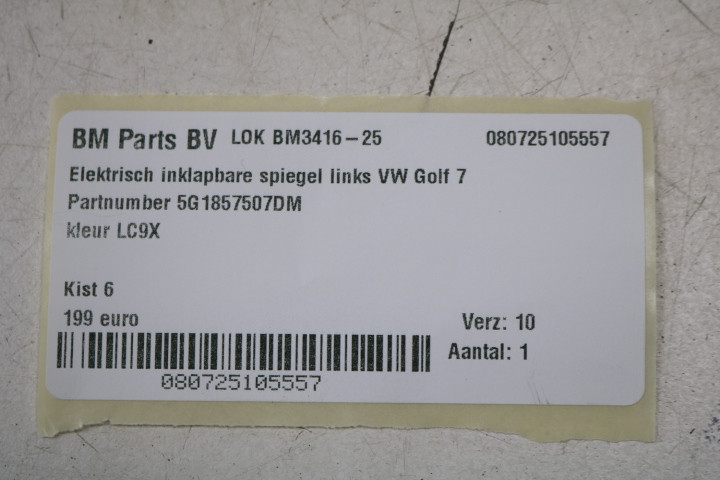 BM Parts BV LOK BM3416-25 080725105557
Elektrisch inklapbare spiegel links VW Golf 7
Partnumber 5G1857507DM
kleur LC9X
Kist 6
199 euro
Verz: 10
Aantal: 1
080725105557